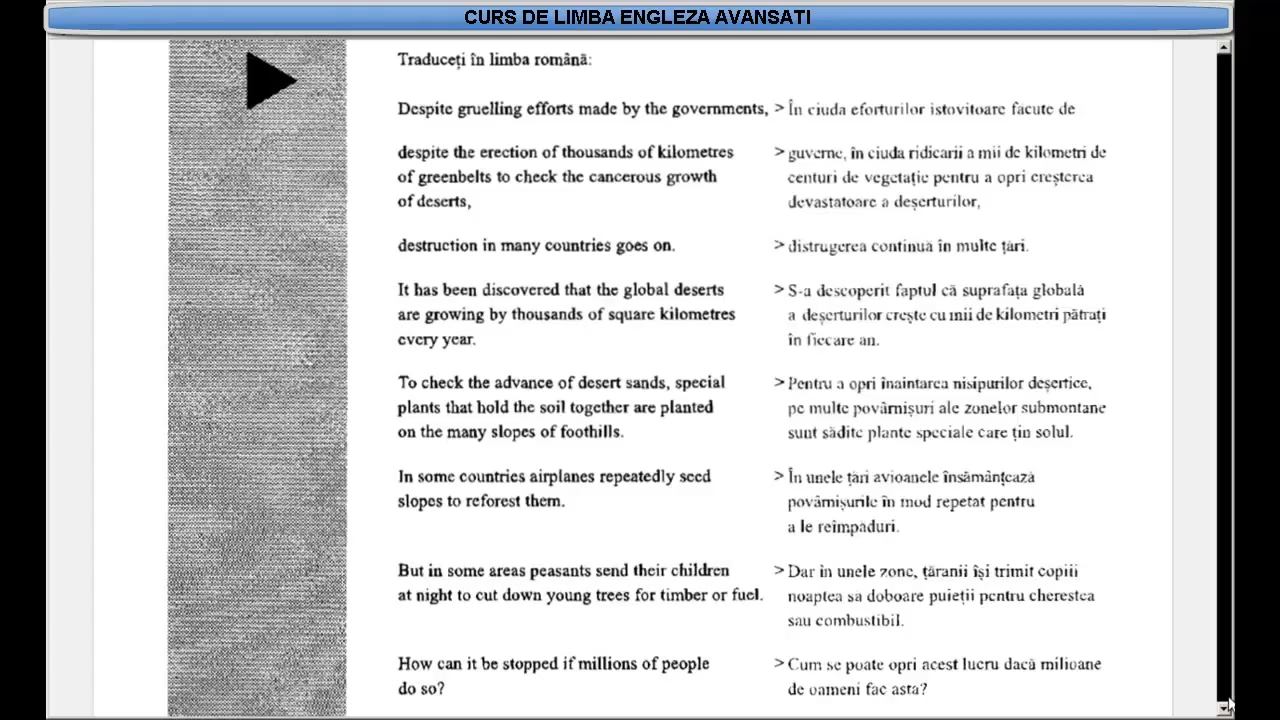 CURS DE LIMBA ENGLEZA AVANSATI
Traduceți în limba română:
Despite gruelling efforts made by the governments, > În ciuda eforturilor istovitoare făcute de
despite the erection of thousands of kilometres > guverne, în ciuda ridicării a mii de kilometri de
of greenbelts to check the cancerous growth centuri de vegetație pentru a opri creșterea
of deserts, devastatoare a deșerturilor,
destruction in many countries goes on. > distrugerea continuă în multe țări.
It has been discovered that the global deserts > S-a descoperit faptul că suprafața globală
are growing by thousands of square kilometres a deșerturilor crește cu mii de kilometri pătrați
every year. în fiecare an.
To check the advance of desert sands, special > Pentru a opri înaintarea nisipurilor deșertice,
plants that hold the soil together are planted pe multe povârnișuri ale zonelor submontane
on the many slopes of foothills. sunt sădite plante speciale care țin solul.
In some countries airplanes repeatedly seed > În unele țări avioanele însămânțează
slopes to reforest them. povârnișurile în mod repetat pentru
a le reîmpăduri.
But in some areas peasants send their children > Dar în unele zone, țăranii își trimit copiii
at night to cut down young trees for timber or fuel. noaptea să doboare puieții pentru cherestea
sau combustibil.
How can it be stopped if millions of people > Cum se poate opri acest lucru dacă milioane
do so? de oameni fac asta?